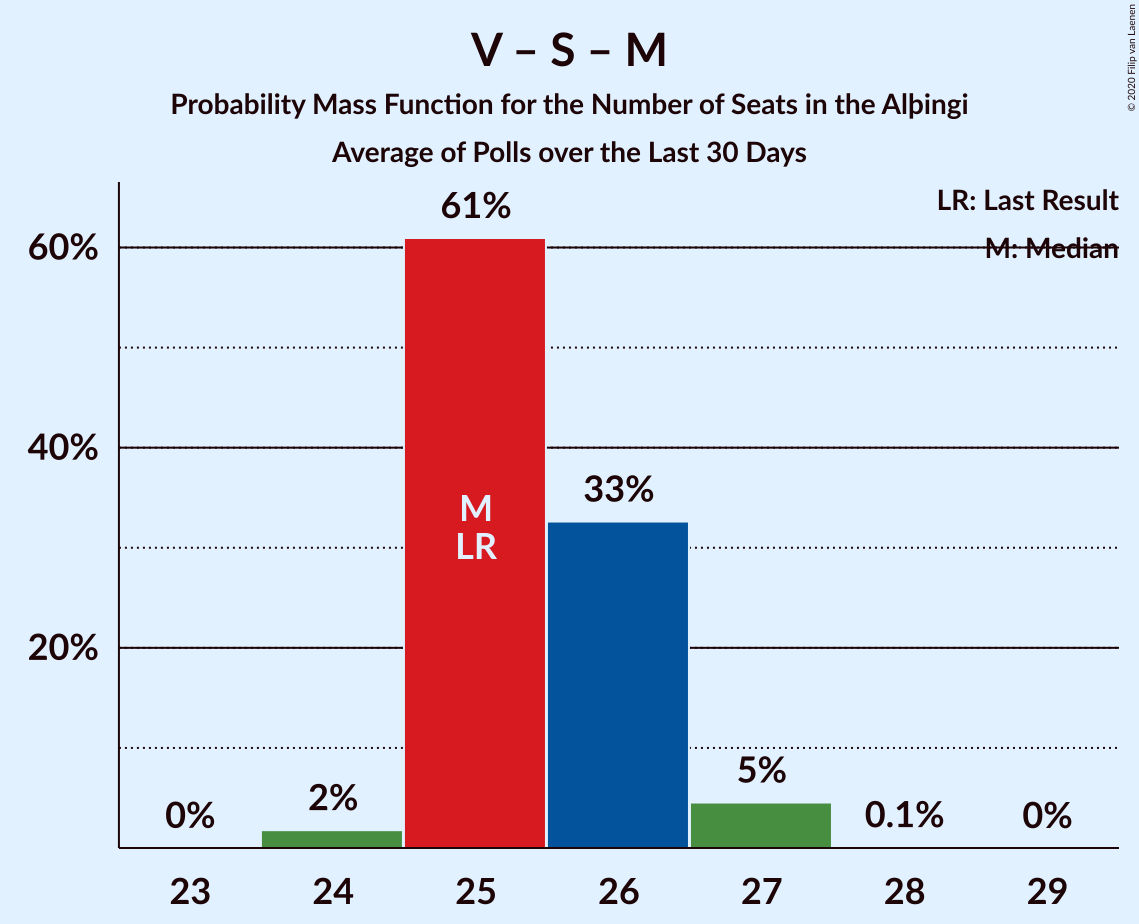 V – S – M
Probability Mass Function for the Number of Seats in the Alþingi
Average of Polls over the Last 30 Days
© 2020 Filip van Laenen
LR: Last Result
M: Median
61%
60%
33%
40%
M
LR
20%
5%
2%
0%
0.1%
0%
23 24 25 26 27 28 29